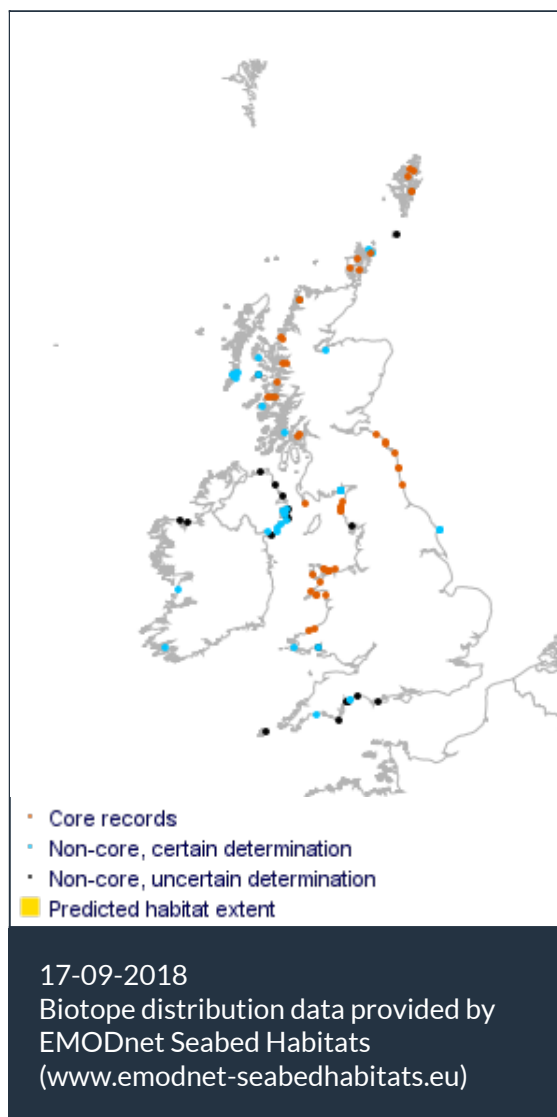 Core records
Non-core, certain determination
Non-core, uncertain determination
Predicted habitat extent
17-09-2018
Biotope distribution data provided by
EMODnet Seabed Habitats
(www.emodnet-seabedhabitats.eu)